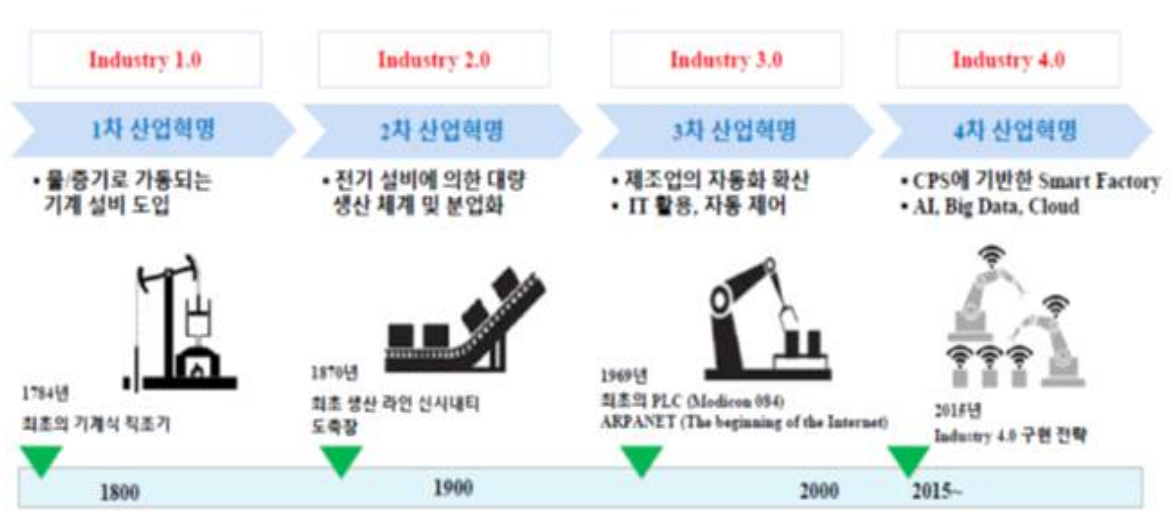 Industry 1.0
1차 산업혁명
• 물/증기로 가동되는
기계 설비 도입
1784년
최초의 기계식 직조기
Industry 2.0
2차 산업혁명
• 전기 설비에 의한 대량
생산 체계 및 분업화
1870년
최초 생산 라인 신시내티
도축장
Industry 3.0
3차 산업혁명
• 제조업의 자동화 확산
• IT 활용, 자동 제어
1969년
최초의 PLC (Modicon 084)
ARPANET (The beginning of the Internet)
Industry 4.0
4차 산업혁명
• CPS에 기반한 Smart Factory
• AI, Big Data, Cloud
Industry 4.0 구현 전략
1800
1900
2000
2015~